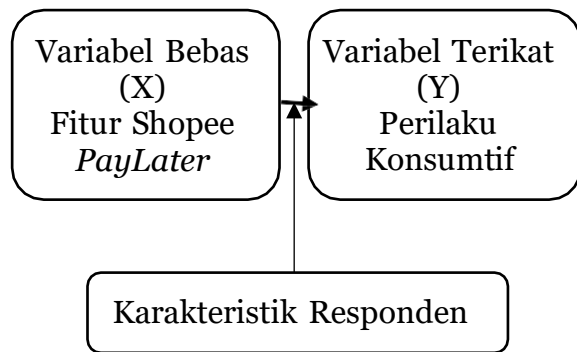 Variabel Bebas
(X)
Fitur Shopee
PayLater
Variabel Terikat
(Y)
Perilaku
Konsumtif
Karakteristik Responden